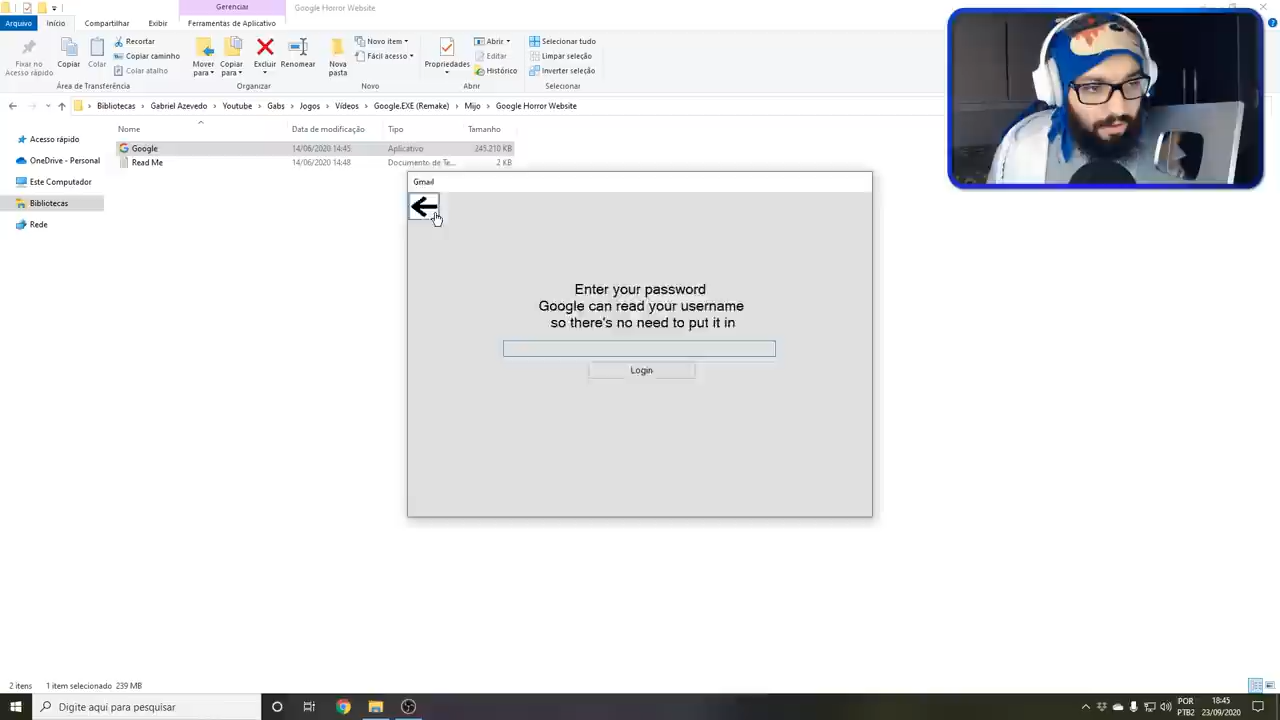 Gerenciar
Google Horror Website
Arquivo
Início
Compartilhar
Exibir
Ferramentas de Aplicativo
Fixar no
Acesso rápido
Copiar
Colar
Recortar
Copiar caminho
Colar atalho
Área de Transferência
Mover
para
Copiar
para
Excluir
Renomear
Organizar
Nova
pasta
Novo item
Fácil acesso
Novo
Propriedades
Abrir
Editar
Histórico
Abrir
Selecionar tudo
Limpar seleção
Inverter seleção
Selecionar
Bibliotecas > Gabriel Azevedo > Youtube > Gabs > Jogos > Vídeos > Google.EXE (Remake) > Mijo > Google Horror Website
Nome Data de modificação Tipo Tamanho
Google 14/06/2020 14:45 Aplicativo 245.210 KB
Read Me 14/06/2020 14:48 Documento de Te... 2 KB
Acesso rápido
OneDrive - Personal
Este Computador
Bibliotecas
Rede
Gmail
Enter your password
Google can read your username
so there's no need to put it in
Login
2 itens 1 item selecionado 239 MB
Digite aqui para pesquisar
POR
PTB2
18:45
23/09/2020